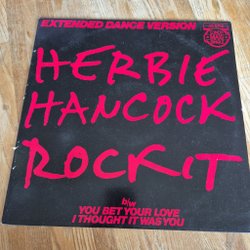 EXTENDED DANCE VERSION
HERBIE
HANCOCK
ROCKIT
b/w
YOU BET YOUR LOVE
I THOUGHT IT WAS YOU